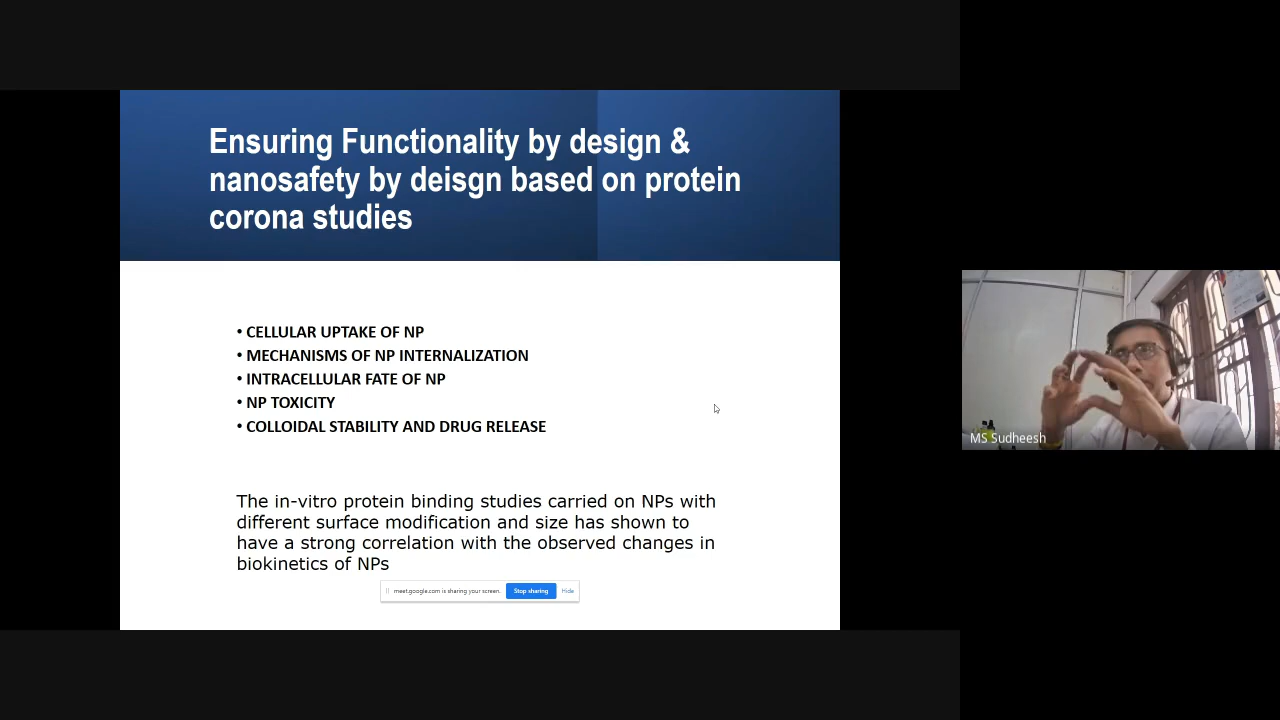 Ensuring Functionality by design &
nanosafety by deisgn based on protein
corona studies
• CELLULAR UPTAKE OF NP
• MECHANISMS OF NP INTERNALIZATION
• INTRACELLULAR FATE OF NP
• NP TOXICITY
• COLLOIDAL STABILITY AND DRUG RELEASE
The in-vitro protein binding studies carried on NPs with
different surface modification and size has shown to
have a strong correlation with the observed changes in
biokinetics of NPs
meet.google.com is sharing your screen. Stop sharing Hide
MS Sudheesh